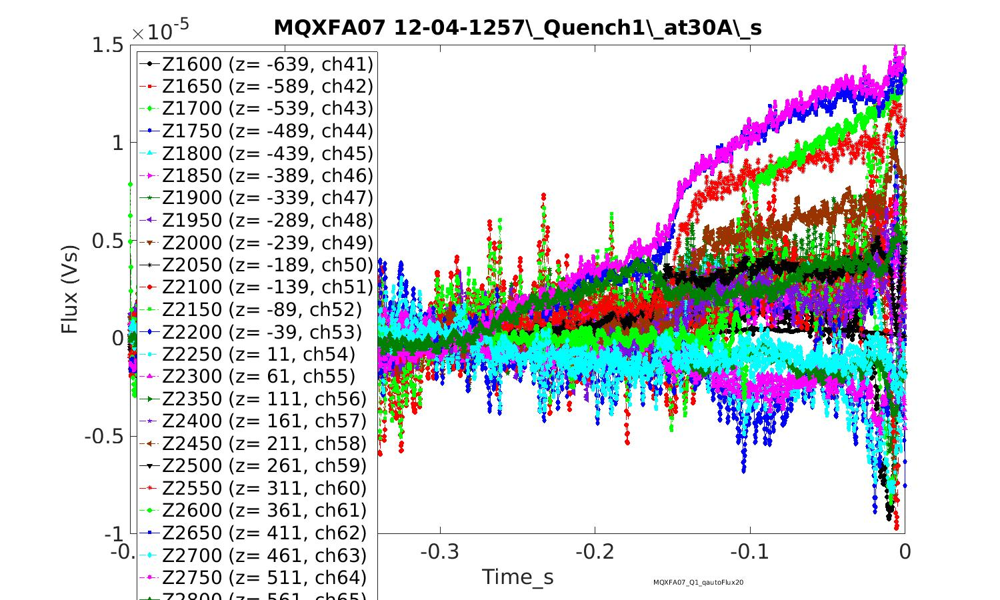 MQXFA07 12-04-1257\_Quench1\_at30A\_s
×10-5
1.5
1
0.5
0
-0.5
-1
Flux (Vs)
Z1600 (z= -639, ch41)
Z1650 (z= -589, ch42)
Z1700 (z= -539, ch43)
Z1750 (z= -489, ch44)
Z1800 (z= -439, ch45)
Z1850 (z= -389, ch46)
Z1900 (z= -339, ch47)
Z1950 (z= -289, ch48)
Z2000 (z= -239, ch49)
Z2050 (z= -189, ch50)
Z2100 (z= -139, ch51)
Z2150 (z= -89, ch52)
Z2200 (z= -39, ch53)
Z2250 (z= 11, ch54)
Z2300 (z= 61, ch55)
Z2350 (z= 111, ch56)
Z2400 (z= 161, ch57)
Z2450 (z= 211, ch58)
Z2500 (z= 261, ch59)
Z2550 (z= 311, ch60)
Z2600 (z= 361, ch61)
Z2650 (z= 411, ch62)
Z2700 (z= 461, ch63)
Z2750 (z= 511, ch64)
Z2800 (z= 561, ch65)
-0.
-0.3
-0.2
-0.1
0
Time_s
MQXFA07_Q1_qautoFlux20